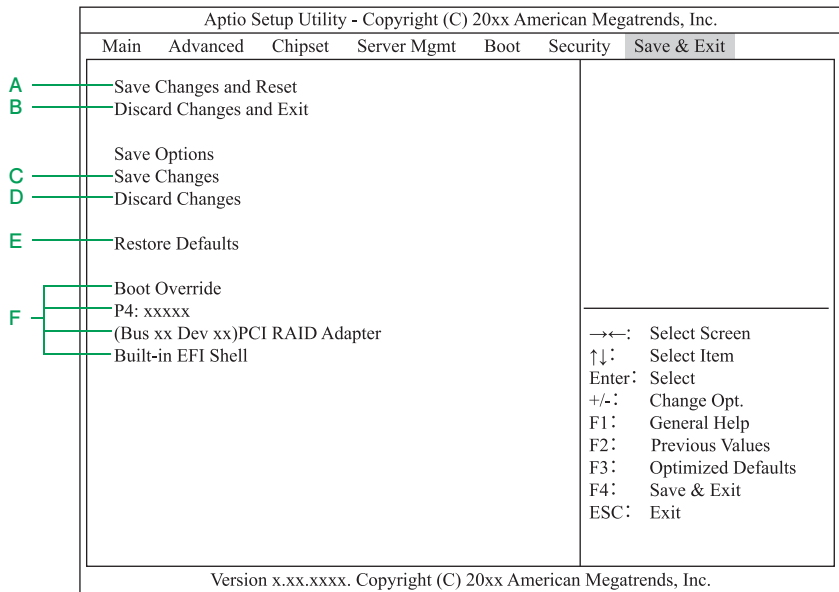 Aptio Setup Utility - Copyright (C) 20xx American Megatrends, Inc.
Main Advanced Chipset Server Mgmt Boot Security Save & Exit
A Save Changes and Reset
B Discard Changes and Exit
Save Options
C Save Changes
D Discard Changes
E Restore Defaults
F
Boot Override
P4: xxxxx
(Bus xx Dev xx)PCI RAID Adapter
Built-in EFI Shell
→←: Select Screen
↑↓: Select Item
Enter: Select
+/-: Change Opt.
F1: General Help
F2: Previous Values
F3: Optimized Defaults
F4: Save & Exit
ESC: Exit
Version x.xx.xxxx. Copyright (C) 20xx American Megatrends, Inc.